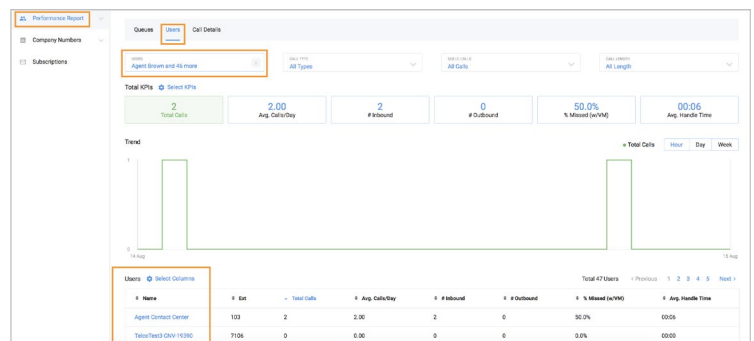 Performance Report
Company Numbers
Subscriptions
Queues Users Call Details
USERS
Agent Brown and 46 more
CALL TYPE
All Types
All Calls
CALL LENGTH
All Length
Total KPIs Select KPIs
2
Total Calls
2.00
Avg. Calls/Day
2
# Inbound
0
# Outbound
50.0%
% Missed (w/VM)
00:06
Avg. Handle Time
Trend
Total Calls Hour Day Week
1
0
14 Aug 15 Aug
Users Select Columns Total 47 Users < Previous 1 2 3 4 5 Next >
Name Ext Total Calls Avg. Calls/Day # Inbound # Outbound % Missed (w/VM) Avg. Handle Time
Agent Contact Center 103 2 2.00 2 0 50.0% 00:06
TelcoTest3-CNV-19390 7106 0 0.00 0 0 0.0% 00:00